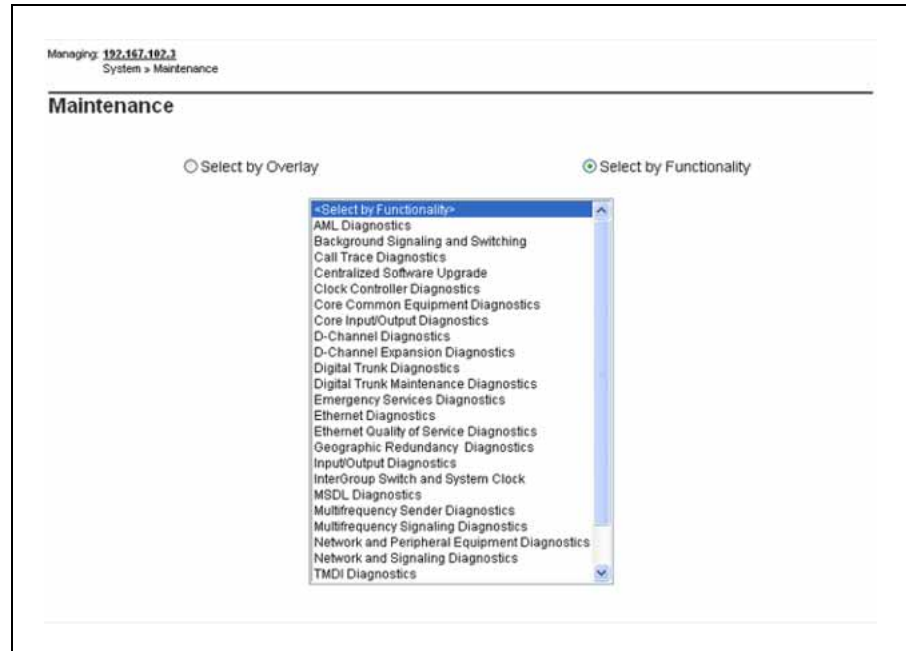 Managing: 192.167.102.3
System » Maintenance
Maintenance
Select by Overlay
Select by Functionality
<Select by Functionality>
AML Diagnostics
Background Signaling and Switching
Call Trace Diagnostics
Centralized Software Upgrade
Clock Controller Diagnostics
Core Common Equipment Diagnostics
Core Input/Output Diagnostics
D-Channel Diagnostics
D-Channel Expansion Diagnostics
Digital Trunk Diagnostics
Digital Trunk Maintenance Diagnostics
Emergency Services Diagnostics
Ethernet Diagnostics
Ethernet Quality of Service Diagnostics
Geographic Redundancy Diagnostics
Input/Output Diagnostics
InterGroup Switch and System Clock
MSDL Diagnostics
Multifrequency Sender Diagnostics
Multifrequency Signaling Diagnostics
Network and Peripheral Equipment Diagnostics
Network and Signaling Diagnostics
TMDI Diagnostics